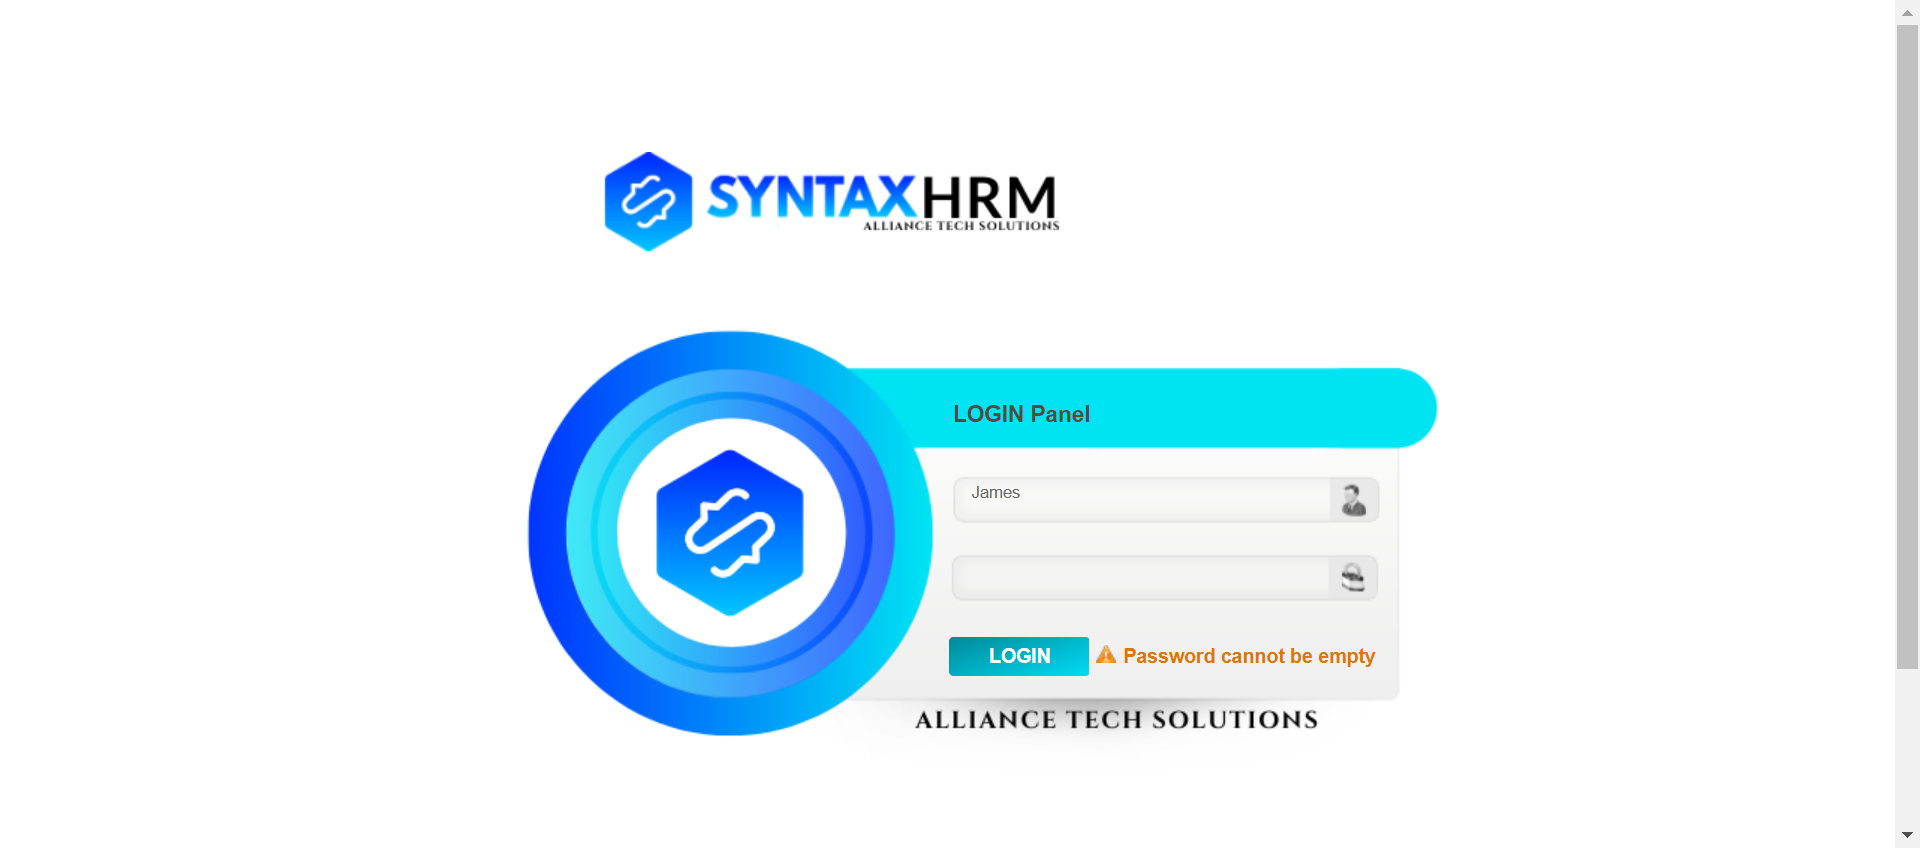 SYNTAXHRM
ALLIANCE TECH SOLUTIONS
LOGIN Panel
James
LOGIN
Password cannot be empty
ALLIANCE TECH SOLUTIONS